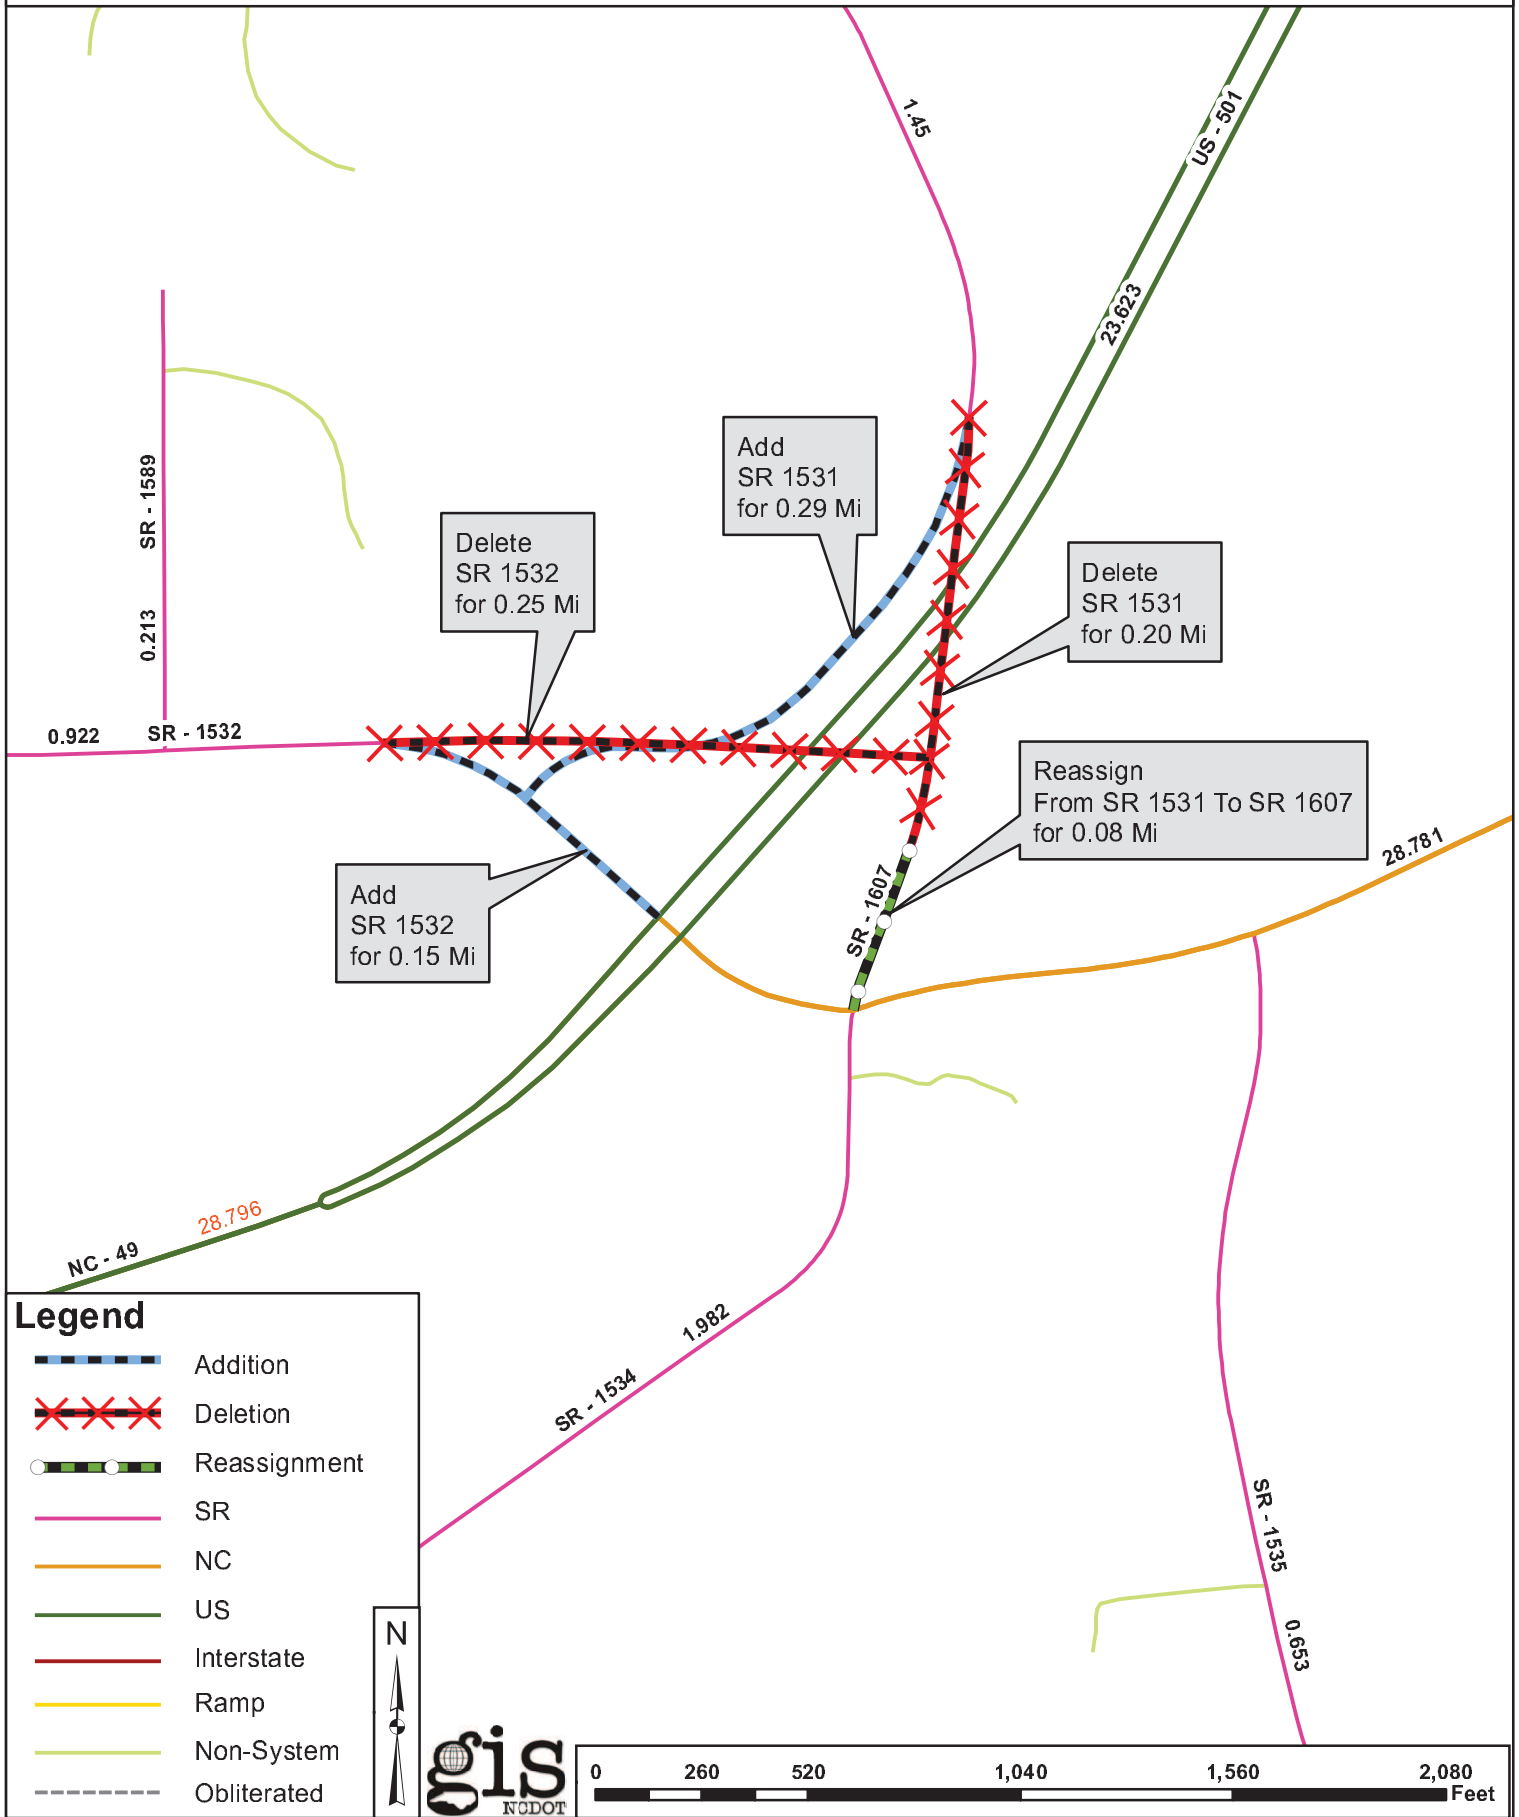 1.45
US - 501
23.623
SR - 1589
0.213
Add
SR 1531
for 0.29 Mi
Delete
SR 1532
for 0.25 Mi
Delete
SR 1531
for 0.20 Mi
0.922
SR - 1532
Reassign
From SR 1531 To SR 1607
for 0.08 Mi
28.781
SR - 1607
Add
SR 1532
for 0.15 Mi
28.796
NC - 49
1.982
SR - 1534
SR - 1535
0.653
Legend
Addition
Deletion
Reassignment
SR
NC
US
Interstate
Ramp
Non-System
Obliterated
N
gis
NCDOT
0 260 520 1,040 1,560 2,080
Feet